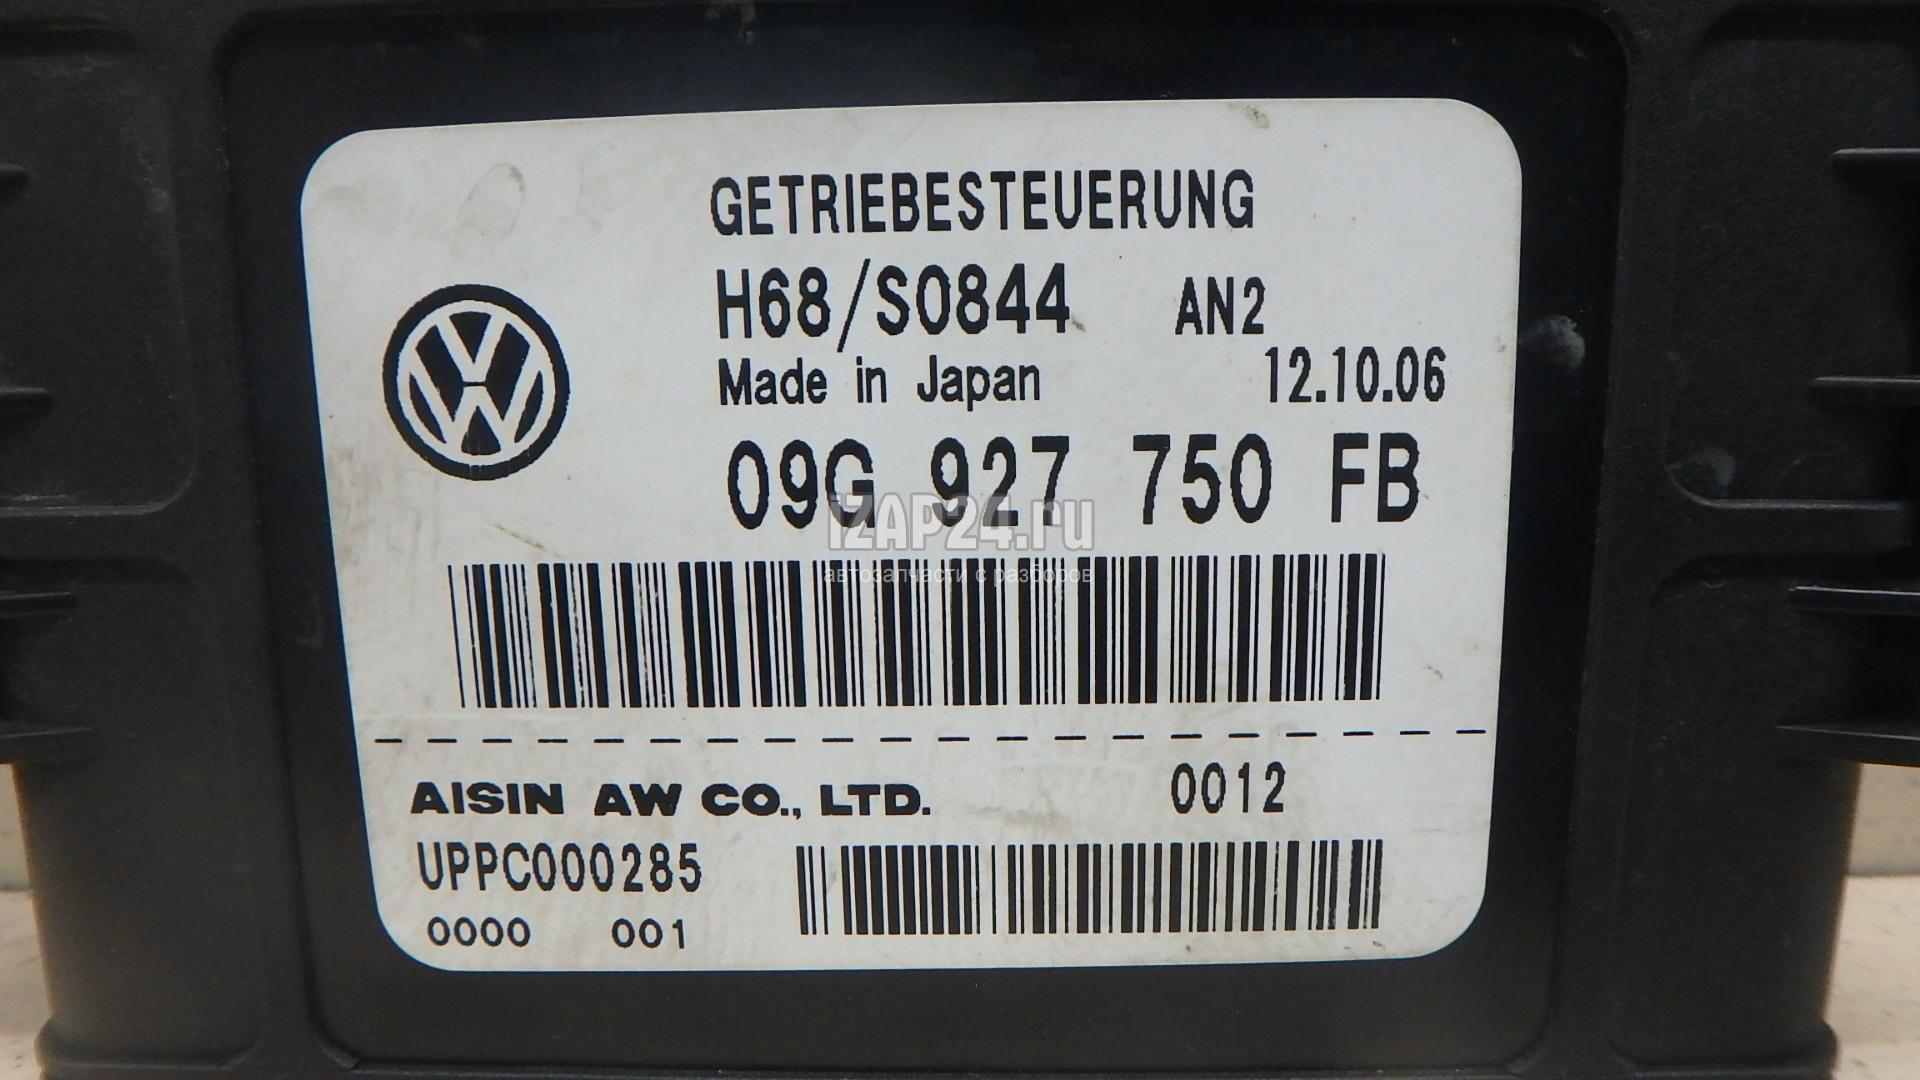 GETRIEBESTEUERUNG
H68/S0844 AN2
Made in Japan 12.10.06
09G 927 750 FB
iZAP24.ru
автозапчасти с разборов
AISIN AW CO., LTD. 0012
UPPC000285
0000 001